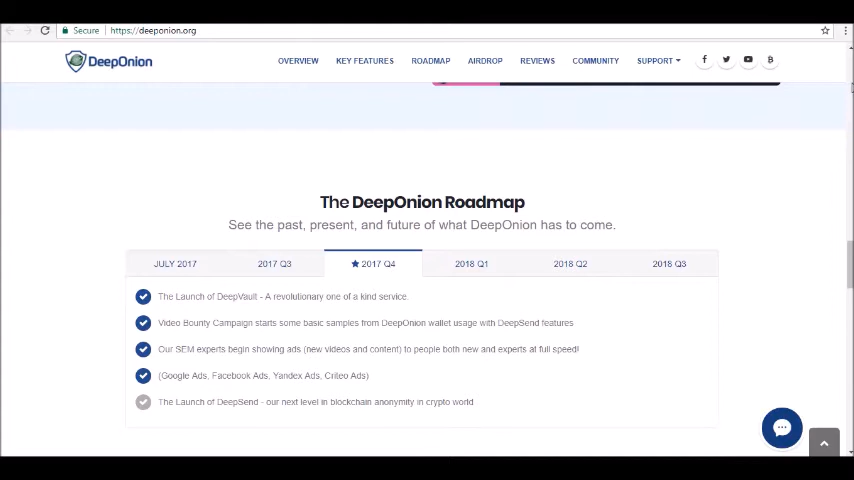 Secure https://deeponion.org
DeepOnion OVERVIEW KEY FEATURES ROADMAP AIRDROP REVIEWS COMMUNITY SUPPORT
The DeepOnion Roadmap
See the past, present, and future of what DeepOnion has to come.
JULY 2017 2017 Q3 2017 Q4 2018 Q1 2018 Q2 2018 Q3
The Launch of DeepVault - A revolutionary one of a kind service.
Video Bounty Campaign starts some basic samples from DeepOnion wallet usage with DeepSend features
Our SEM experts begin showing ads (new videos and content) to people both new and experts at full speed!
(Google Ads, Facebook Ads, Yandex Ads, Criteo Ads)
The Launch of DeepSend - our next level in blockchain anonymity in crypto world